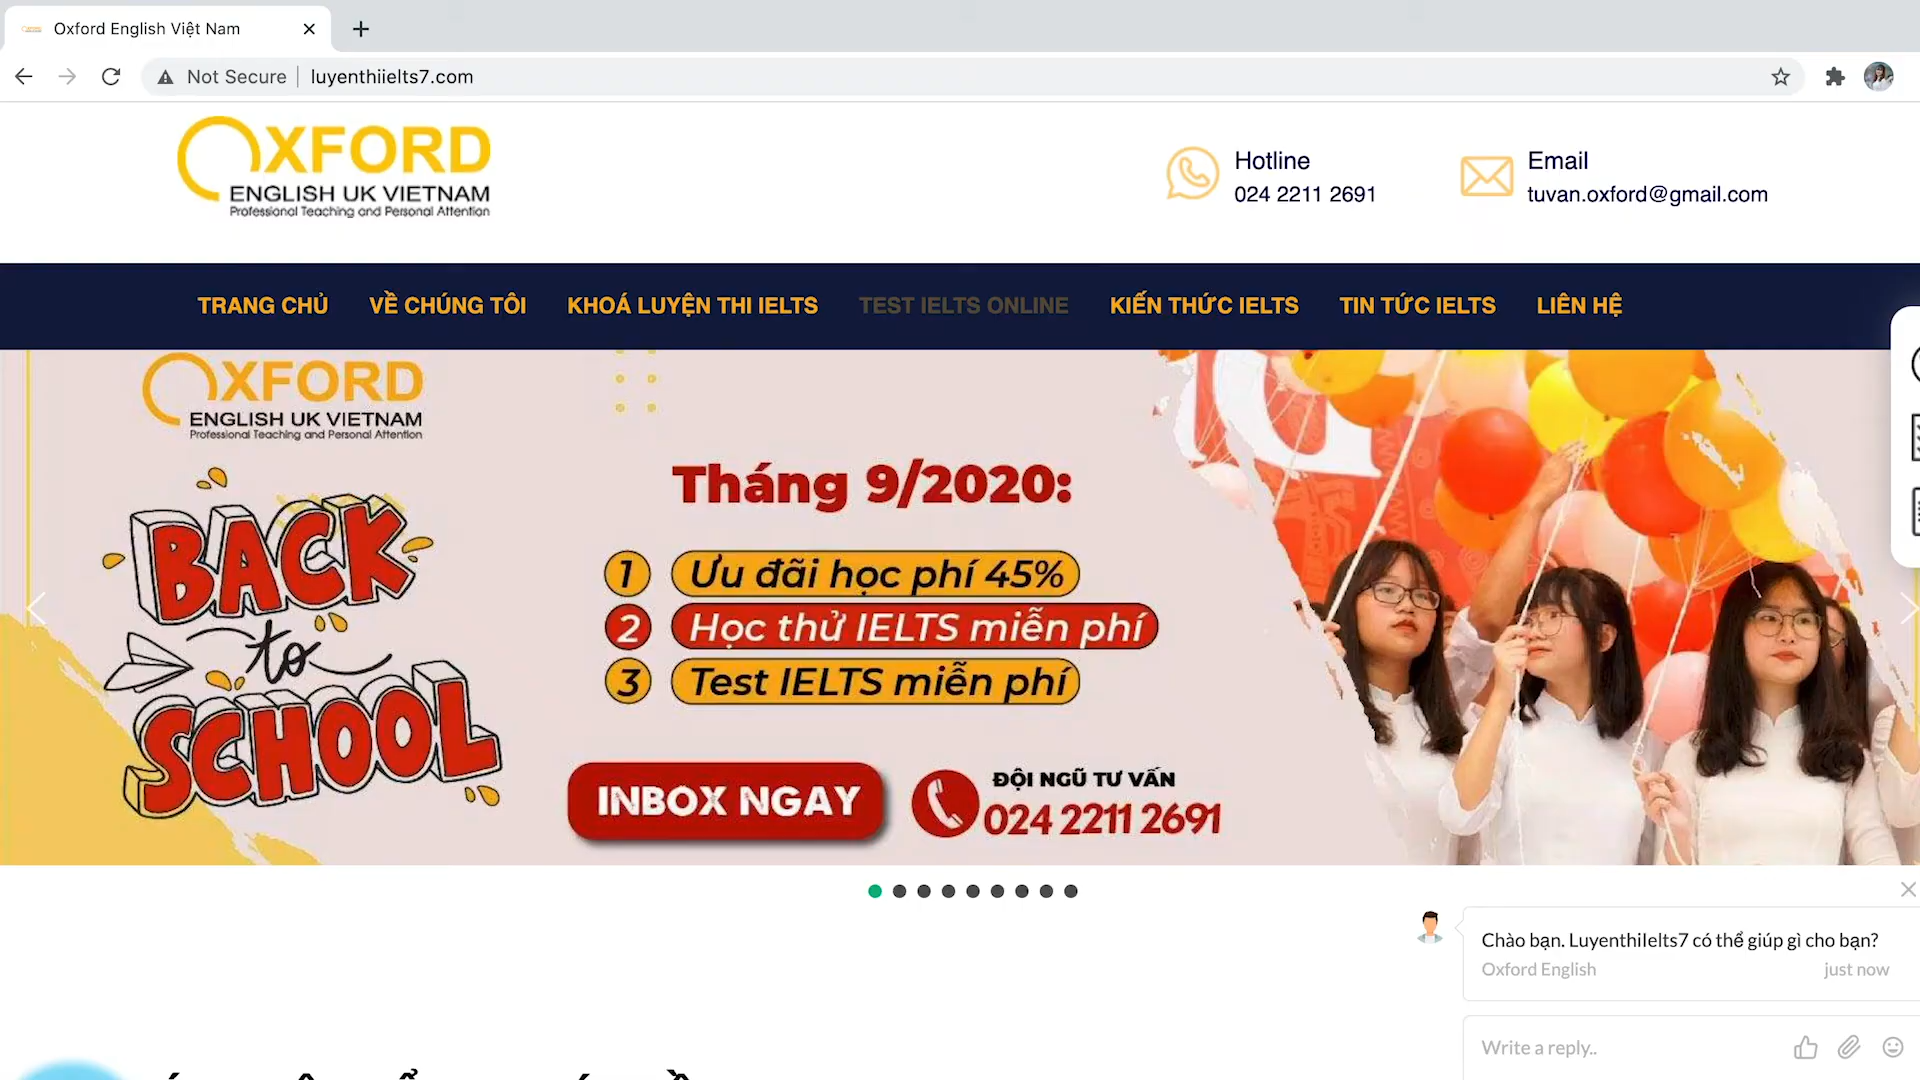 Oxford English Việt Nam
Not Secure
luyenthiielts7.com
OXFORD
ENGLISH UK VIETNAM
Professional Teaching and Personal Attention
Hotline
024 2211 2691
Email
tuvan.oxford@gmail.com
TRANG CHỦ
VỀ CHÚNG TÔI
KHOÁ LUYỆN THI IELTS
TEST IELTS ONLINE
KIẾN THỨC IELTS
TIN TỨC IELTS
LIÊN HỆ
OXFORD
ENGLISH UK VIETNAM
Professional Teaching and Personal Attention
BACK
to
SCHOOL
Tháng 9/2020:
1 Ưu đãi học phí 45%
2 Học thử IELTS miễn phí
3 Test IELTS miễn phí
INBOX NGAY
ĐỘI NGŨ TƯ VẤN
024 2211 2691
Chào bạn. LuyenthiIelts7 có thể giúp gì cho bạn?
Oxford English
just now
Write a reply..